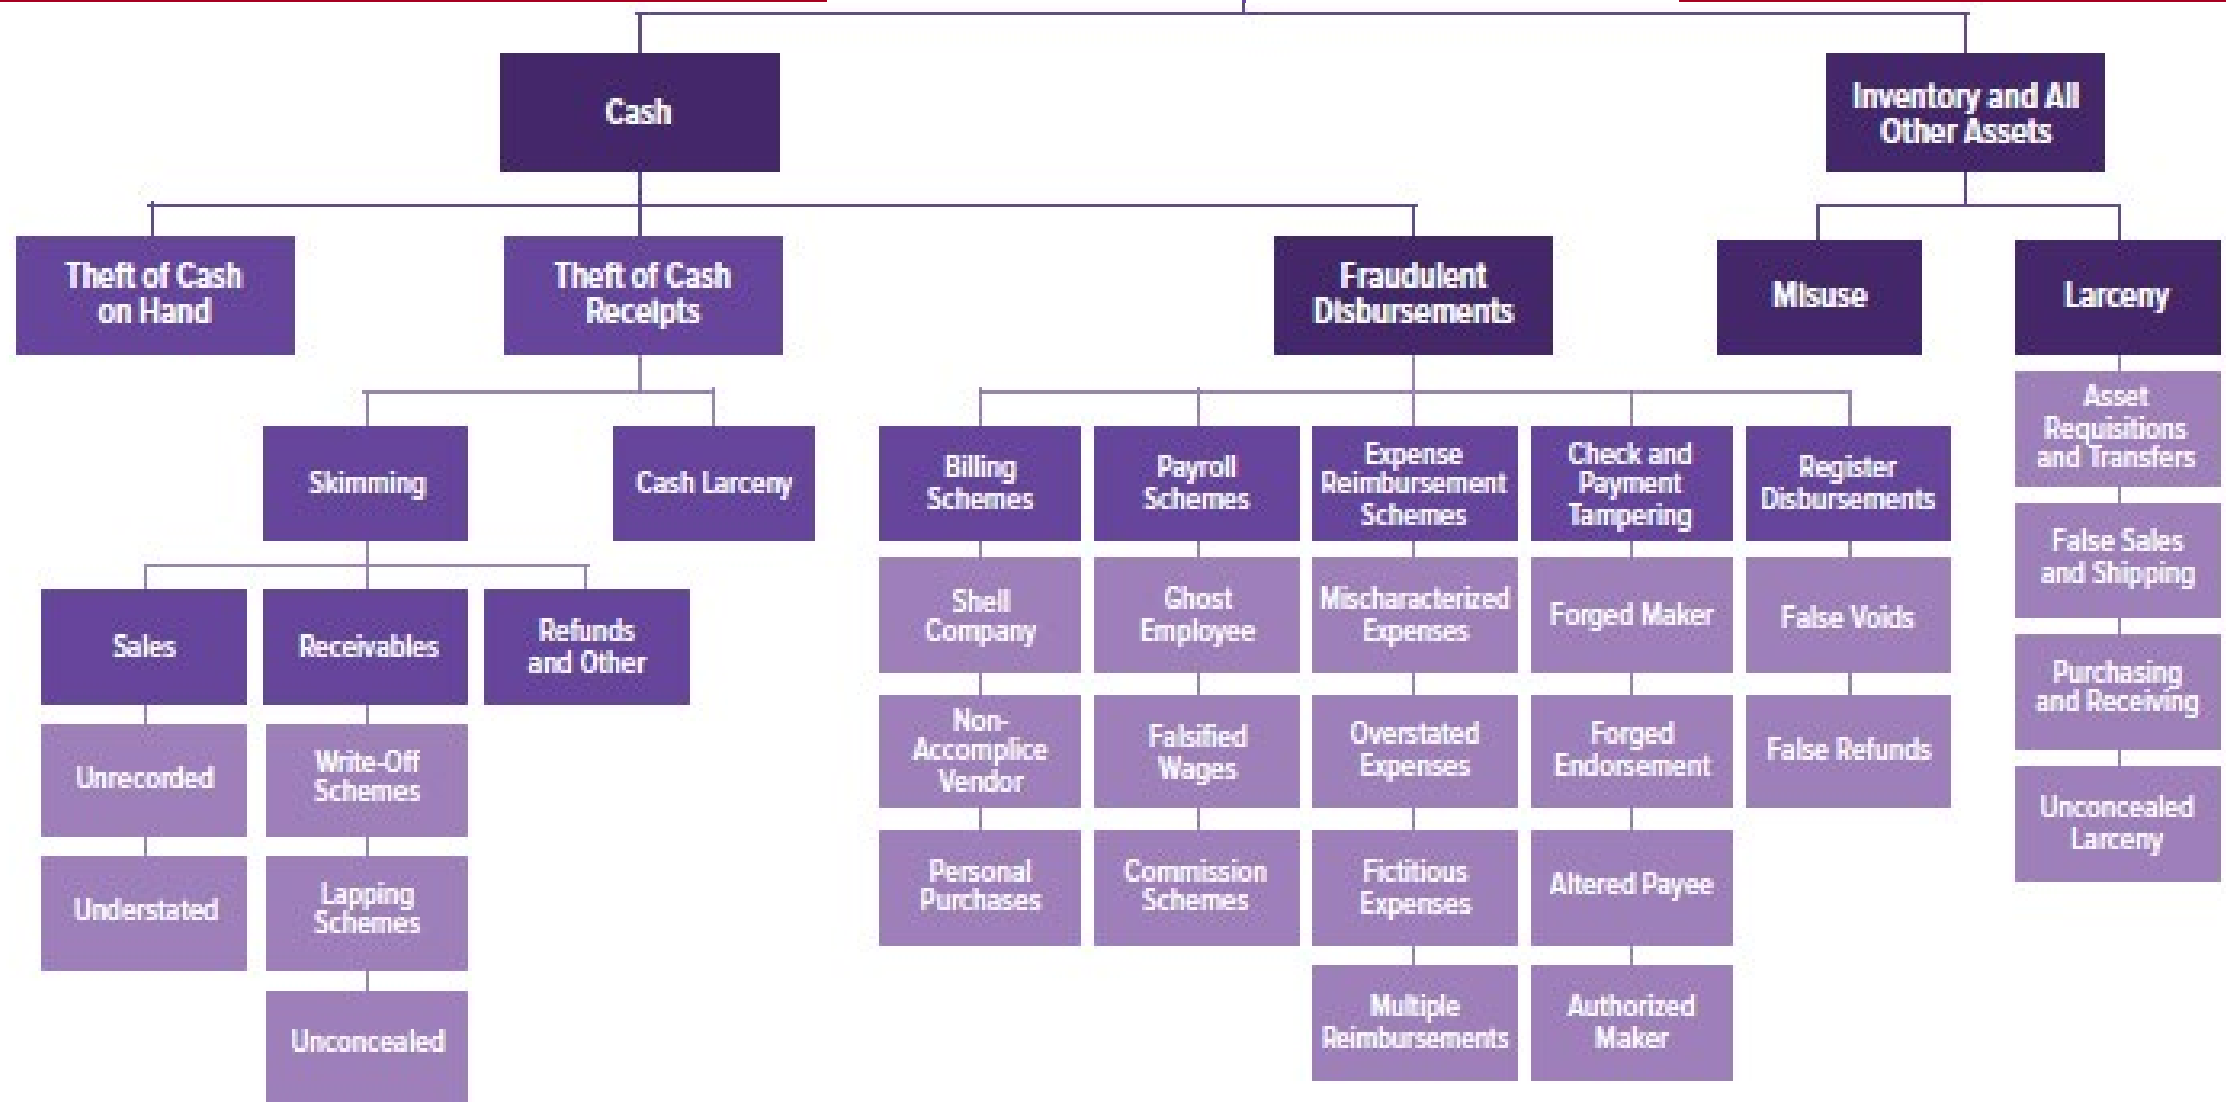 Cash
Inventory and All
Other Assets
Theft of Cash
on Hand
Theft of Cash
Receipts
Fraudulent
Disbursements
Misuse
Larceny
Asset
Requisitions
and Transfers
False Sales
and Shipping
Purchasing
and Receiving
Unconcealed
Larceny
Skimming
Cash Larceny
Sales
Unrecorded
Understated
Receivables
Write-Off
Schemes
Lapping
Schemes
Unconcealed
Refunds
and Other
Billing
Schemes
Shell
Company
Non-
Accomplice
Vendor
Personal
Purchases
Payroll
Schemes
Ghost
Employee
Falsified
Wages
Commission
Schemes
Expense
Reimbursement
Schemes
Mischaracterized
Expenses
Overstated
Expenses
Fictitious
Expenses
Multiple
Reimbursements
Check and
Payment
Tampering
Forged Maker
Forged
Endorsement
Altered Payee
Authorized
Maker
Register
Disbursements
False Voids
False Refunds